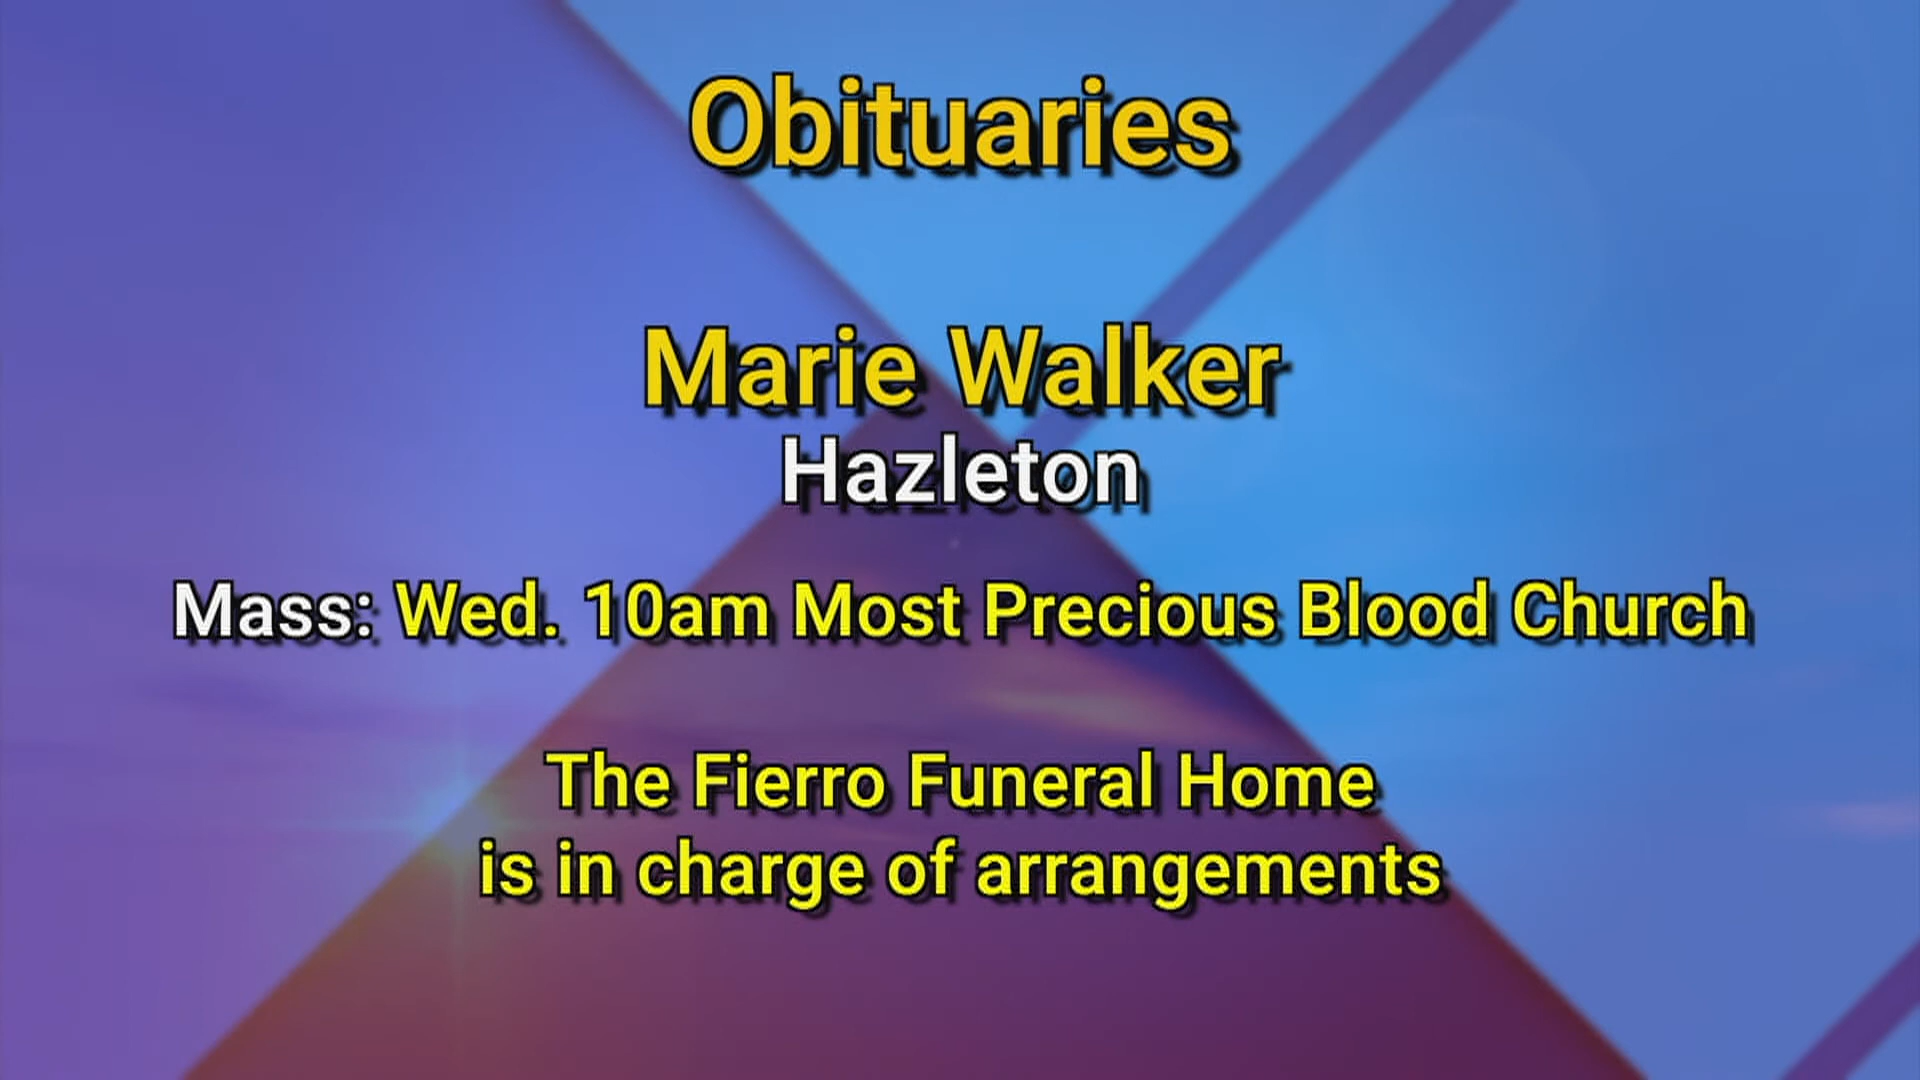 Obituaries
Marie Walker
Hazleton
Mass: Wed. 10am Most Precious Blood Church
The Fierro Funeral Home
is in charge of arrangements